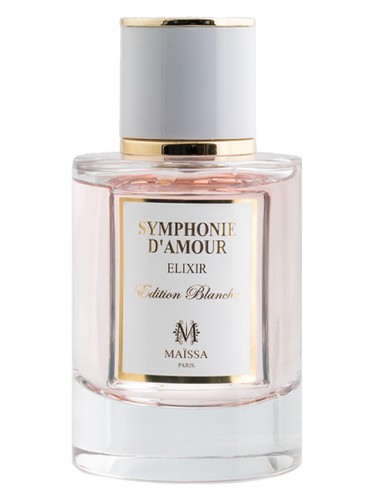 SYMPHONIE
D'AMOUR
ELIXIR
Edition Blanche
M
MAÏSSA
PARIS